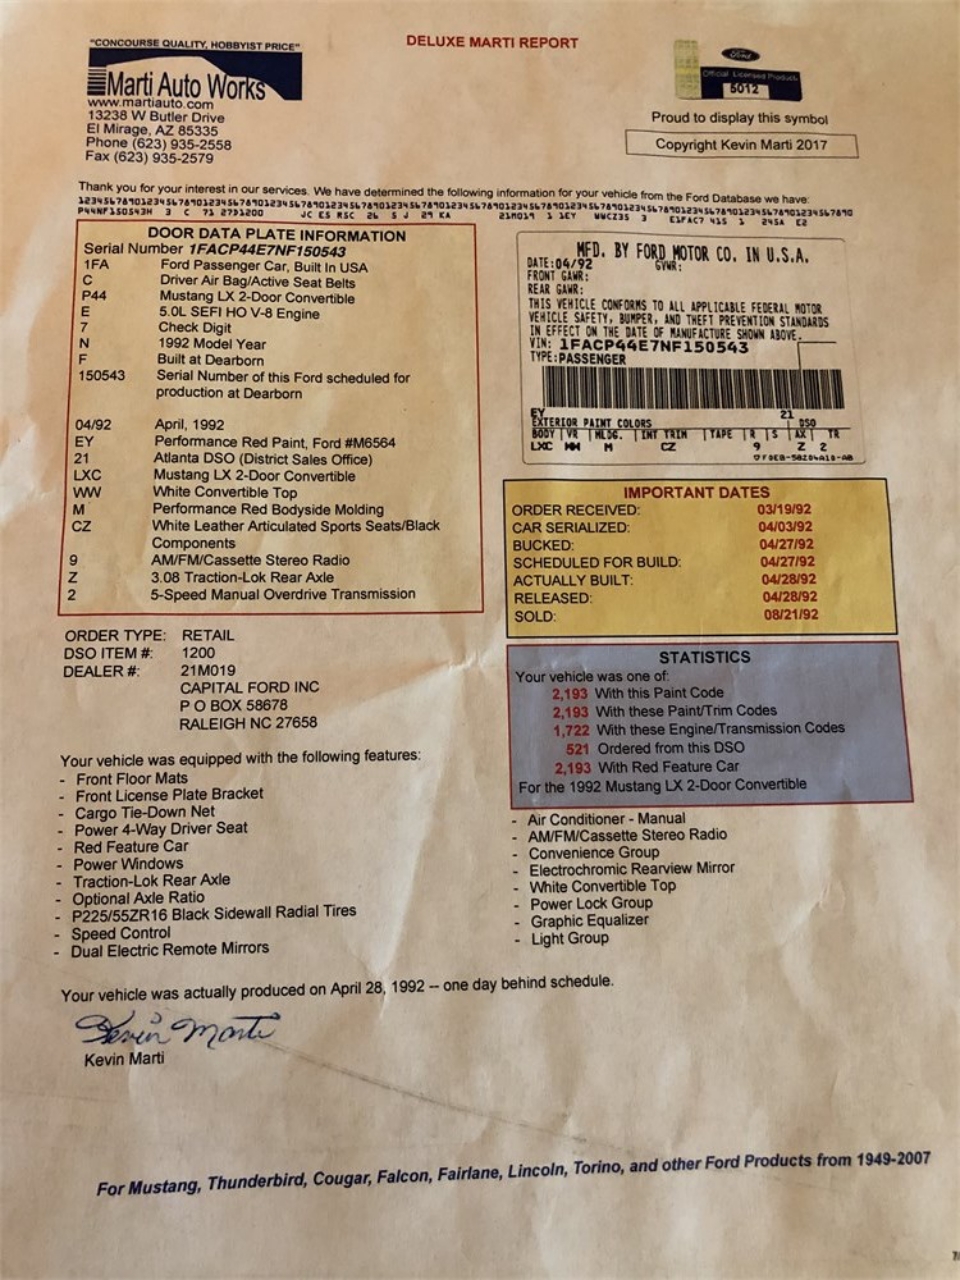 DELUXE MARTI REPORT
"CONCOURSE QUALITY, HOBBYIST PRICE"
Marti Auto Works
www.martiauto.com
13238 W Butler Drive
El Mirage, AZ 85335
Phone (623) 935-2558
Fax (623) 935-2579
Ford
Official Licensed Product
5012
Proud to display this symbol
Copyright Kevin Marti 2017
Thank you for your interest in our services. We have determined the following information for your vehicle from the Ford Database we have:
DOOR DATA PLATE INFORMATION
Serial Number 1FACP44E7NF150543
1FA Ford Passenger Car, Built In USA
C Driver Air Bag/Active Seat Belts
P44 Mustang LX 2-Door Convertible
E 5.0L SEFI HO V-8 Engine
7 Check Digit
N 1992 Model Year
F Built at Dearborn
150543 Serial Number of this Ford scheduled for
production at Dearborn
04/92 April, 1992
EY Performance Red Paint, Ford #M6564
21 Atlanta DSO (District Sales Office)
LXC Mustang LX 2-Door Convertible
WW White Convertible Top
M Performance Red Bodyside Molding
CZ White Leather Articulated Sports Seats/Black
Components
9 AM/FM/Cassette Stereo Radio
Z 3.08 Traction-Lok Rear Axle
2 5-Speed Manual Overdrive Transmission
MFD. BY FORD MOTOR CO. IN U.S.A.
DATE:04/92 GVWR:
FRONT GAWR:
REAR GAWR:
THIS VEHICLE CONFORMS TO ALL APPLICABLE FEDERAL MOTOR
VEHICLE SAFETY, BUMPER, AND THEFT PREVENTION STANDARDS
IN EFFECT ON THE DATE OF MANUFACTURE SHOWN ABOVE.
VIN: 1FACP44E7NF150543
TYPE:PASSENGER
EY 21
EXTERIOR PAINT COLORS DSO
BODY VR MLDG. INT TRIM TAPE R S AX TR
LXC WW M CZ 9 Z 2
IMPORTANT DATES
ORDER RECEIVED: 03/19/92
CAR SERIALIZED: 04/03/92
BUCKED: 04/27/92
SCHEDULED FOR BUILD: 04/27/92
ACTUALLY BUILT: 04/28/92
RELEASED: 04/28/92
SOLD: 08/21/92
ORDER TYPE: RETAIL
DSO ITEM #: 1200
DEALER #: 21M019
CAPITAL FORD INC
P O BOX 58678
RALEIGH NC 27658
STATISTICS
Your vehicle was one of:
2,193 With this Paint Code
2,193 With these Paint/Trim Codes
1,722 With these Engine/Transmission Codes
521 Ordered from this DSO
2,193 With Red Feature Car
For the 1992 Mustang LX 2-Door Convertible
Your vehicle was equipped with the following features:
- Front Floor Mats
- Front License Plate Bracket
- Cargo Tie-Down Net
- Power 4-Way Driver Seat
- Red Feature Car
- Power Windows
- Traction-Lok Rear Axle
- Optional Axle Ratio
- P225/55ZR16 Black Sidewall Radial Tires
- Speed Control
- Dual Electric Remote Mirrors
- Air Conditioner - Manual
- AM/FM/Cassette Stereo Radio
- Convenience Group
- Electrochromic Rearview Mirror
- White Convertible Top
- Power Lock Group
- Graphic Equalizer
- Light Group
Your vehicle was actually produced on April 28, 1992 -- one day behind schedule.
Kevin Marti
Kevin Marti
For Mustang, Thunderbird, Cougar, Falcon, Fairlane, Lincoln, Torino, and other Ford Products from 1949-2007